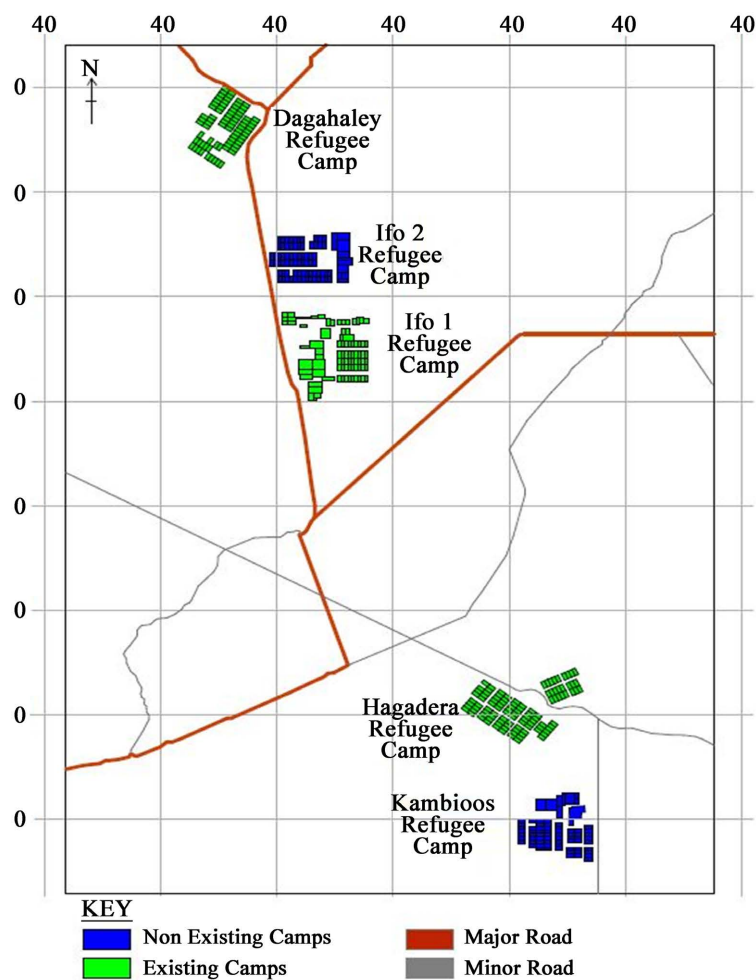 40 40 40 40 40 40 40
N
0
Dagahaley
Refugee
Camp
0
Ifo 2
Refugee
Camp
0
Ifo 1
Refugee
Camp
0
0
0
Hagadera
Refugee
Camp
0
Kambioos
Refugee
Camp
0
KEY
Non Existing Camps
Major Road
Existing Camps
Minor Road